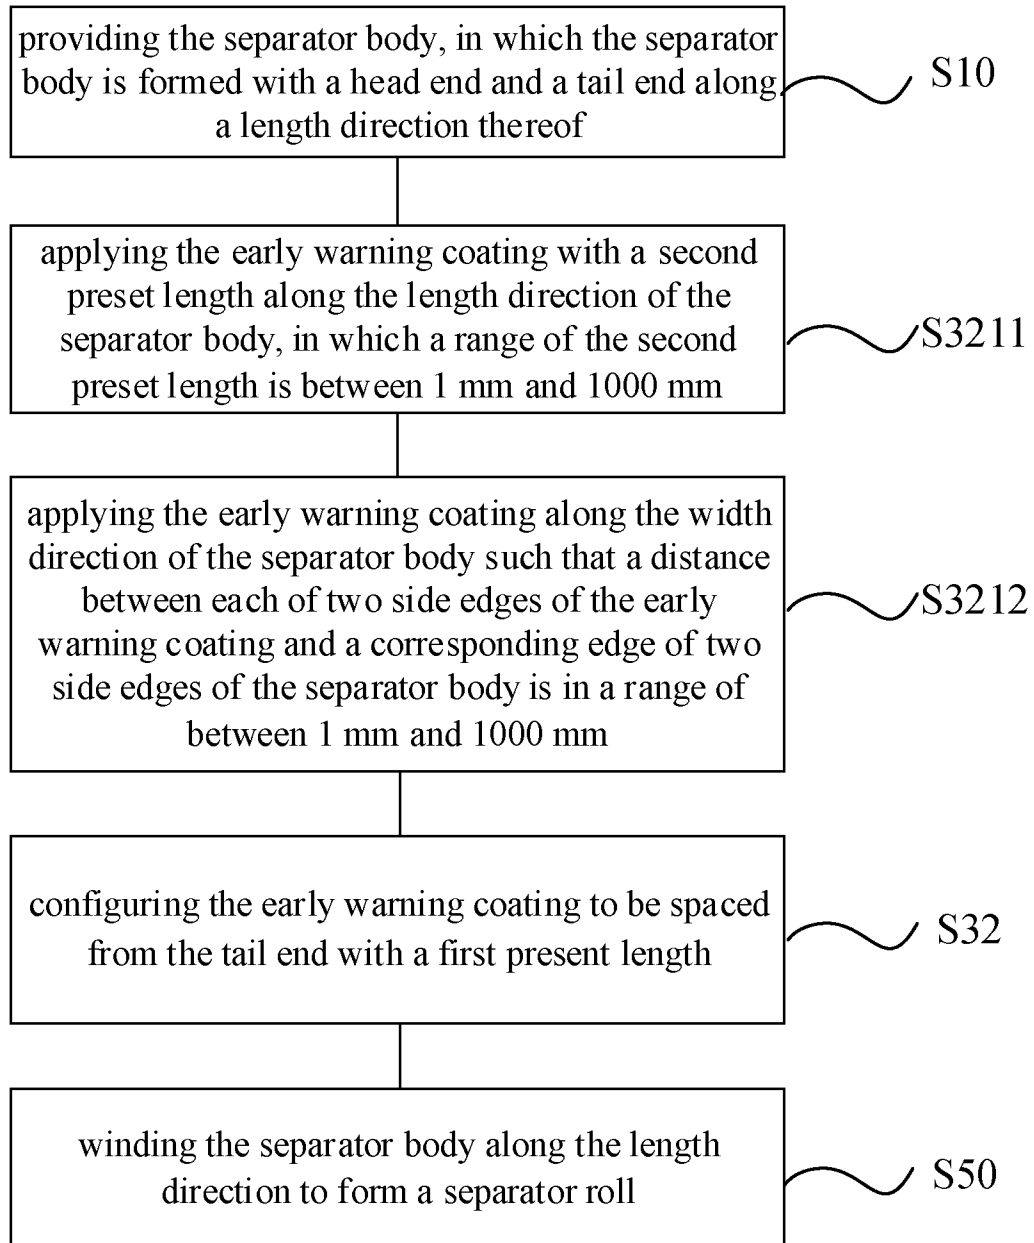 providing the separator body, in which the separator
body is formed with a head end and a tail end along
a length direction thereof
S10
applying the early warning coating with a second
preset length along the length direction of the
separator body, in which a range of the second
preset length is between 1 mm and 1000 mm
S3211
applying the early warning coating along the width
direction of the separator body such that a distance
between each of two side edges of the early
warning coating and a corresponding edge of two
side edges of the separator body is in a range of
between 1 mm and 1000 mm
S3212
configuring the early warning coating to be spaced
from the tail end with a first present length
S32
winding the separator body along the length
direction to form a separator roll
S50